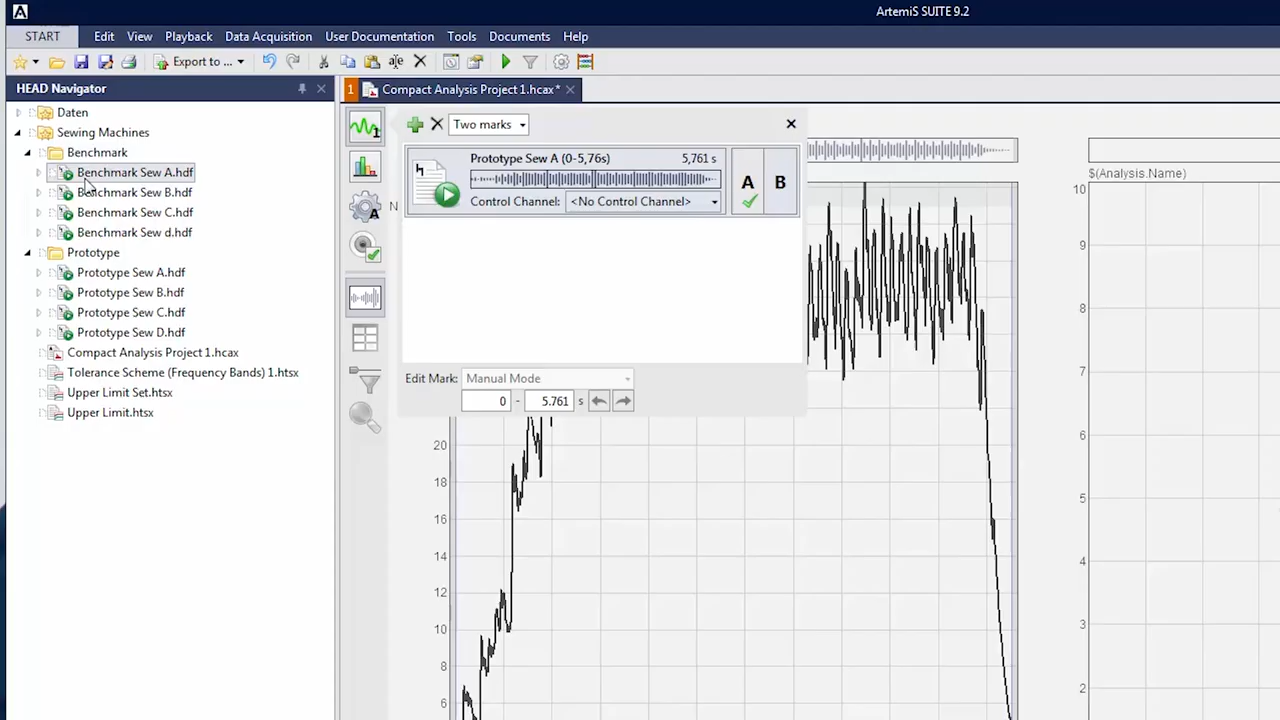 ArtemiS SUITE 9.2
START Edit View Playback Data Acquisition User Documentation Tools Documents Help
Export to ...
HEAD Navigator
1 Compact Analysis Project 1.hcax*
Daten
Sewing Machines
Benchmark
Benchmark Sew A.hdf
Benchmark Sew B.hdf
Benchmark Sew C.hdf
Benchmark Sew d.hdf
Prototype
Prototype Sew A.hdf
Prototype Sew B.hdf
Prototype Sew C.hdf
Prototype Sew D.hdf
Compact Analysis Project 1.hcax
Tolerance Scheme (Frequency Bands) 1.htsx
Upper Limit Set.htsx
Upper Limit.htsx
Two marks
Prototype Sew A (0-5,76s) 5,761 s
Control Channel: <No Control Channel>
A B
N
Edit Mark: Manual Mode
0 - 5.761 s
20
18
16
14
12
10
8
6
$(Analysis.Name)
10
9
8
7
6
5
4
3
2